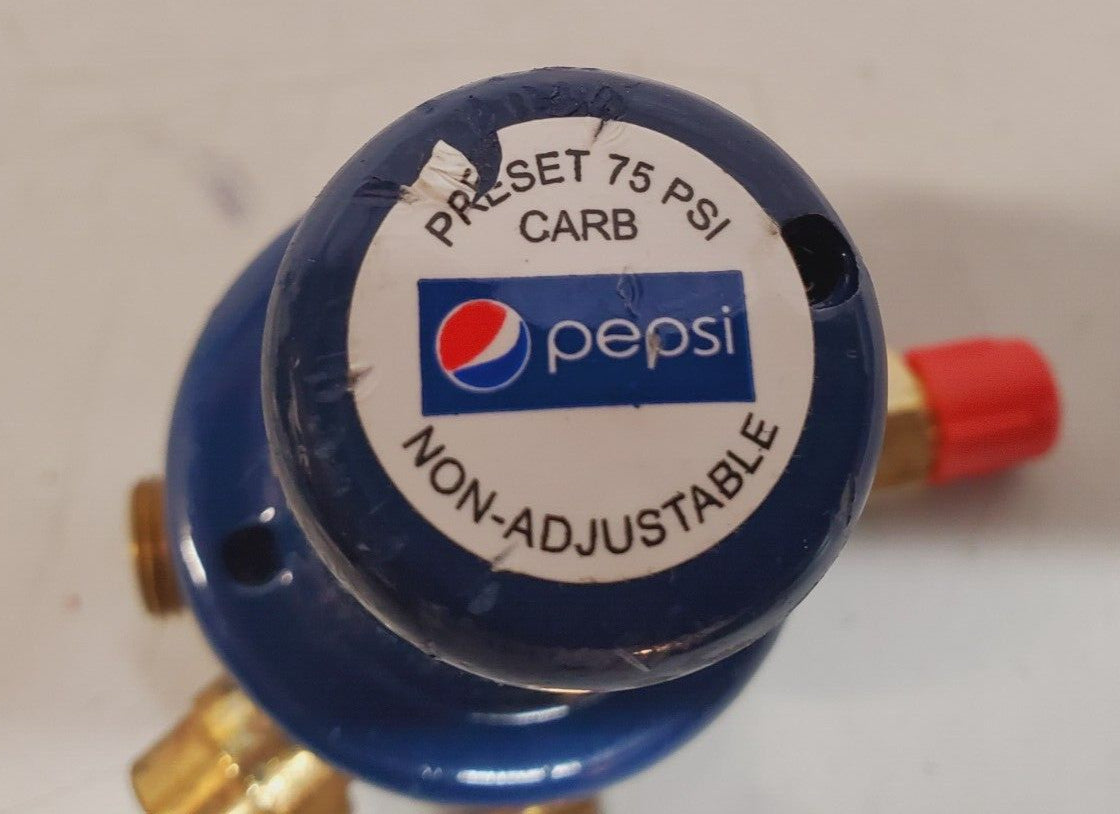 PRESET 75 PSI
CARB
pepsi
NON-ADJUSTABLE